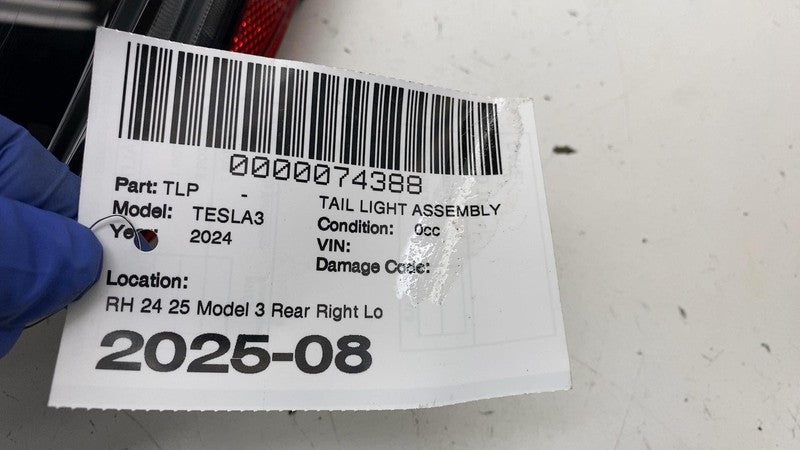 0000074388
Part: TLP -
TAIL LIGHT ASSEMBLY
Model: TESLA3
Condition: 0cc
2024
VIN:
Damage Code:
Location:
RH 24 25 Model 3 Rear Right Lo
2025-08